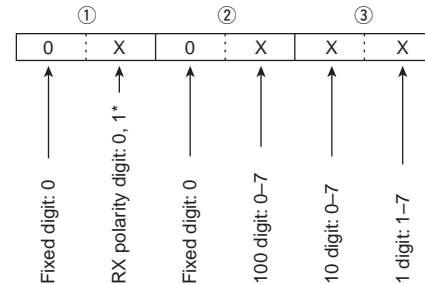 ① ② ③
0 X 0 X X X
Fixed digit: 0
RX polarity digit: 0, 1*
Fixed digit: 0
100 digit: 0–7
10 digit: 0–7
1 digit: 1–7